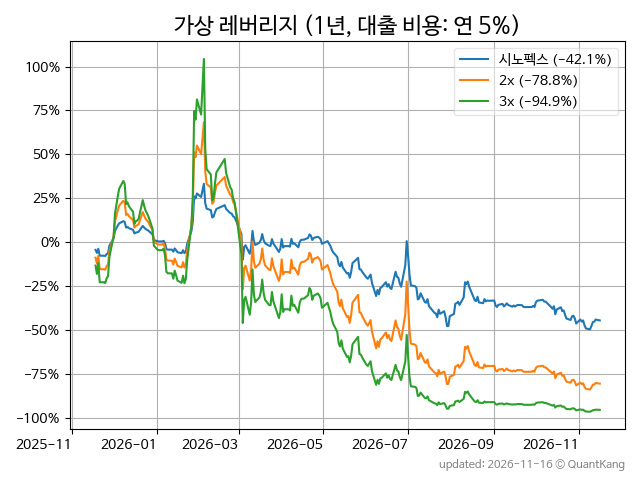 가상 레버리지 (1년, 대출 비용: 연 5%)
시노펙스 (-42.1%)
2x (-78.8%)
3x (-94.9%)
100%
75%
50%
25%
0%
−25%
−50%
−75%
−100%
2025-11 2026-01 2026-03 2026-05 2026-07 2026-09 2026-11
updated: 2026-11-16 © QuantKang